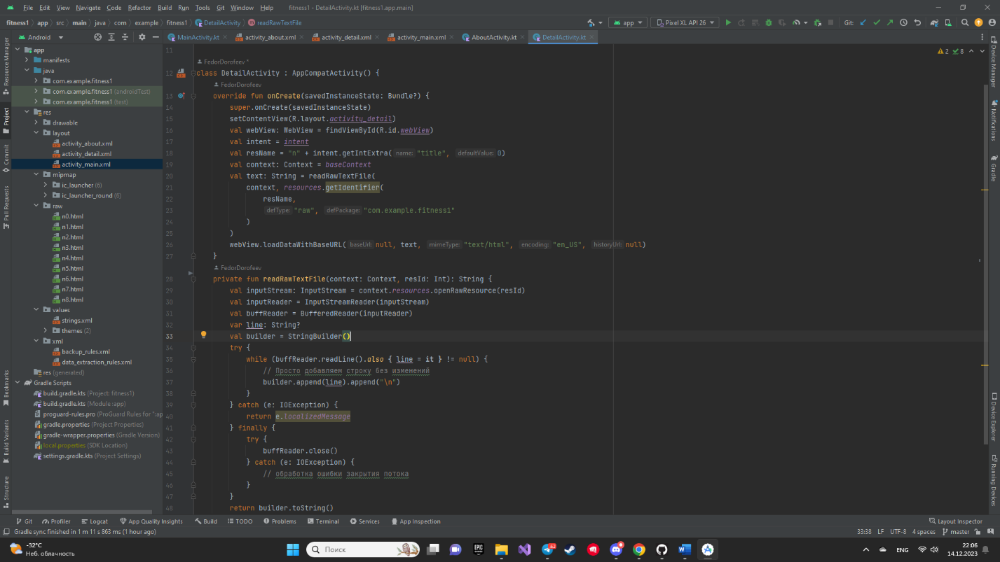 File Edit View Navigate Code Refactor Build Run Tools Git Window Help fitness1 - DetailActivity.kt [fitness1.app.main]
fitness1 app src main java com example fitness1 DetailActivity readRawTextFile app Pixel XL API 26 Git:
Android MainActivity.kt activity_about.xml activity_detail.xml activity_main.xml AboutActivity.kt DetailActivity.kt
Resource Manager
Project
Commit
Pull Requests
Bookmarks
Build Variants
Structure
app
manifests
java
com.example.fitness1
com.example.fitness1 (androidTest)
com.example.fitness1 (test)
res
drawable
layout
activity_about.xml
activity_detail.xml
activity_main.xml
mipmap
ic_launcher (6)
ic_launcher_round (6)
raw
n0.html
n1.html
n2.html
n3.html
n4.html
n5.html
n6.html
n7.html
n8.html
values
strings.xml
themes (2)
xml
backup_rules.xml
data_extraction_rules.xml
res (generated)
Gradle Scripts
build.gradle.kts (Project: fitness1)
build.gradle.kts (Module :app)
proguard-rules.pro (ProGuard Rules for ":ap
gradle.properties (Project Properties)
gradle-wrapper.properties (Gradle Version)
local.properties (SDK Location)
settings.gradle.kts (Project Settings)
2 8
11
FedorDorofeev *
12 class DetailActivity : AppCompatActivity() {
FedorDorofeev
13 override fun onCreate(savedInstanceState: Bundle?) {
14 super.onCreate(savedInstanceState)
15 setContentView(R.layout.activity_detail)
16 val webView: WebView = findViewById(R.id.webView)
17 val intent = intent
18 val resName = "n" + intent.getIntExtra( name: "title", defaultValue: 0)
19 val context: Context = baseContext
20 val text: String = readRawTextFile(
21 context, resources.getIdentifier(
22 resName,
23 defType: "raw", defPackage: "com.example.fitness1"
24 )
25 )
26 webView.loadDataWithBaseURL( baseUrl: null, text, mimeType: "text/html", encoding: "en_US", historyUrl: null)
27 }
FedorDorofeev
28 private fun readRawTextFile(context: Context, resId: Int): String {
29 val inputStream: InputStream = context.resources.openRawResource(resId)
30 val inputReader = InputStreamReader(inputStream)
31 val buffReader = BufferedReader(inputReader)
32 var line: String?
33 val builder = StringBuilder()
34 try {
35 while (buffReader.readLine().also { line = it } != null) {
36 // Просто добавляем строку без изменений
37 builder.append(line).append("\n")
38 }
39 } catch (e: IOException) {
40 return e.localizedMessage
41 } finally {
42 try {
43 buffReader.close()
44 } catch (e: IOException) {
45 // обработка ошибки закрытия потока
46 }
47 }
48 return builder.toString()
Device Manager
Notifications
Gradle
Device Explorer
Running Devices
Git Profiler Logcat App Quality Insights Build TODO Problems Terminal Services App Inspection Layout Inspector
Gradle sync finished in 1 m 11 s 863 ms (1 hour ago) 33:38 LF UTF-8 4 spaces master
-32°C
Неб. облачность
Поиск
EPIC GAMES
62
ENG
22:06
14.12.2023